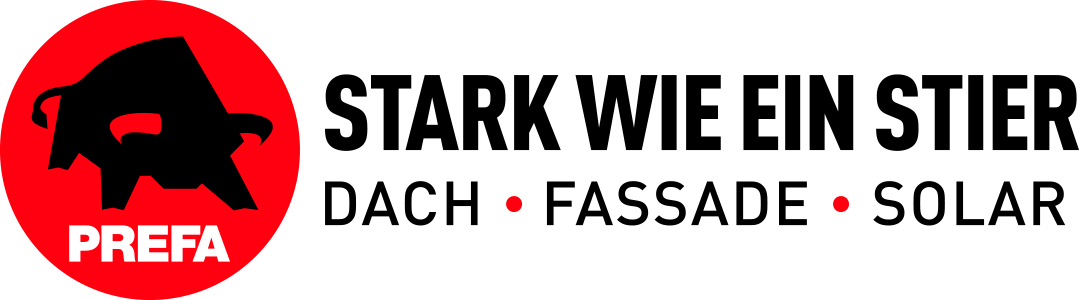 PREFA
STARK WIE EIN STIER
DACH • FASSADE • SOLAR